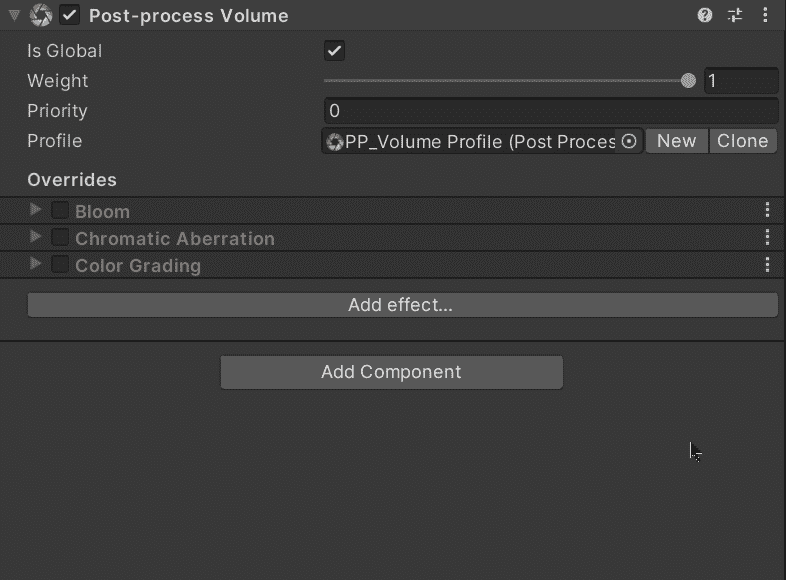 Post-process Volume
Is Global
Weight 1
Priority 0
Profile PP_Volume Profile (Post Proces New Clone
Overrides
Bloom
Chromatic Aberration
Color Grading
Add effect...
Add Component